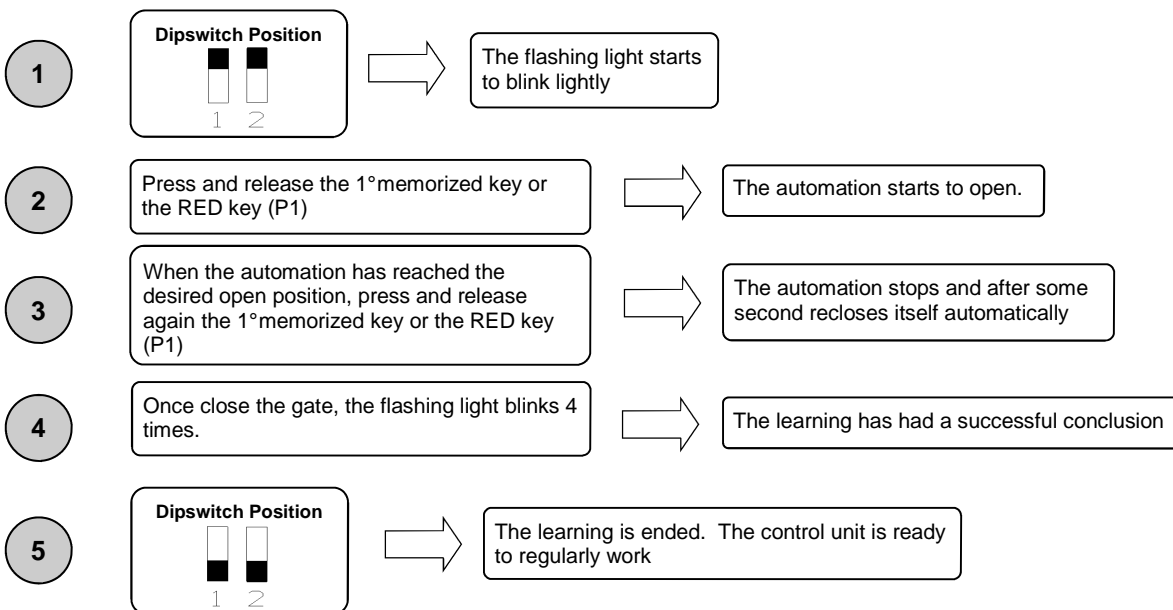 1
Dipswitch Position
1 2
The flashing light starts
to blink lightly
2
Press and release the 1°memorized key or
the RED key (P1)
The automation starts to open.
3
When the automation has reached the
desired open position, press and release
again the 1°memorized key or the RED key
(P1)
The automation stops and after some
second recloses itself automatically
4
Once close the gate, the flashing light blinks 4
times.
The learning has had a successful conclusion
5
Dipswitch Position
1 2
The learning is ended. The control unit is ready
to regularly work